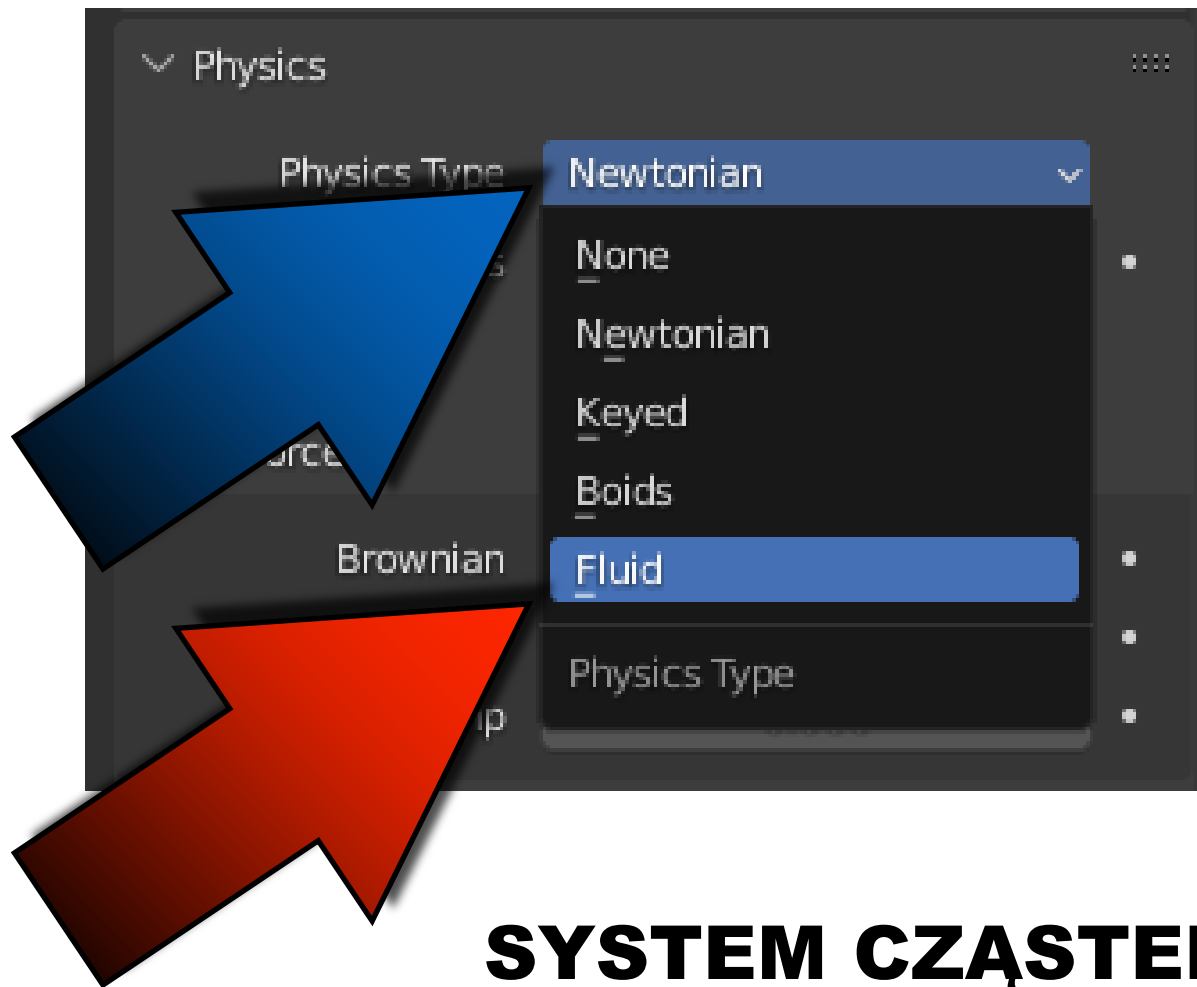 Physics
Physics Type
Newtonian
None
Newtonian
Keyed
Boids
Brownian
Fluid
Physics Type